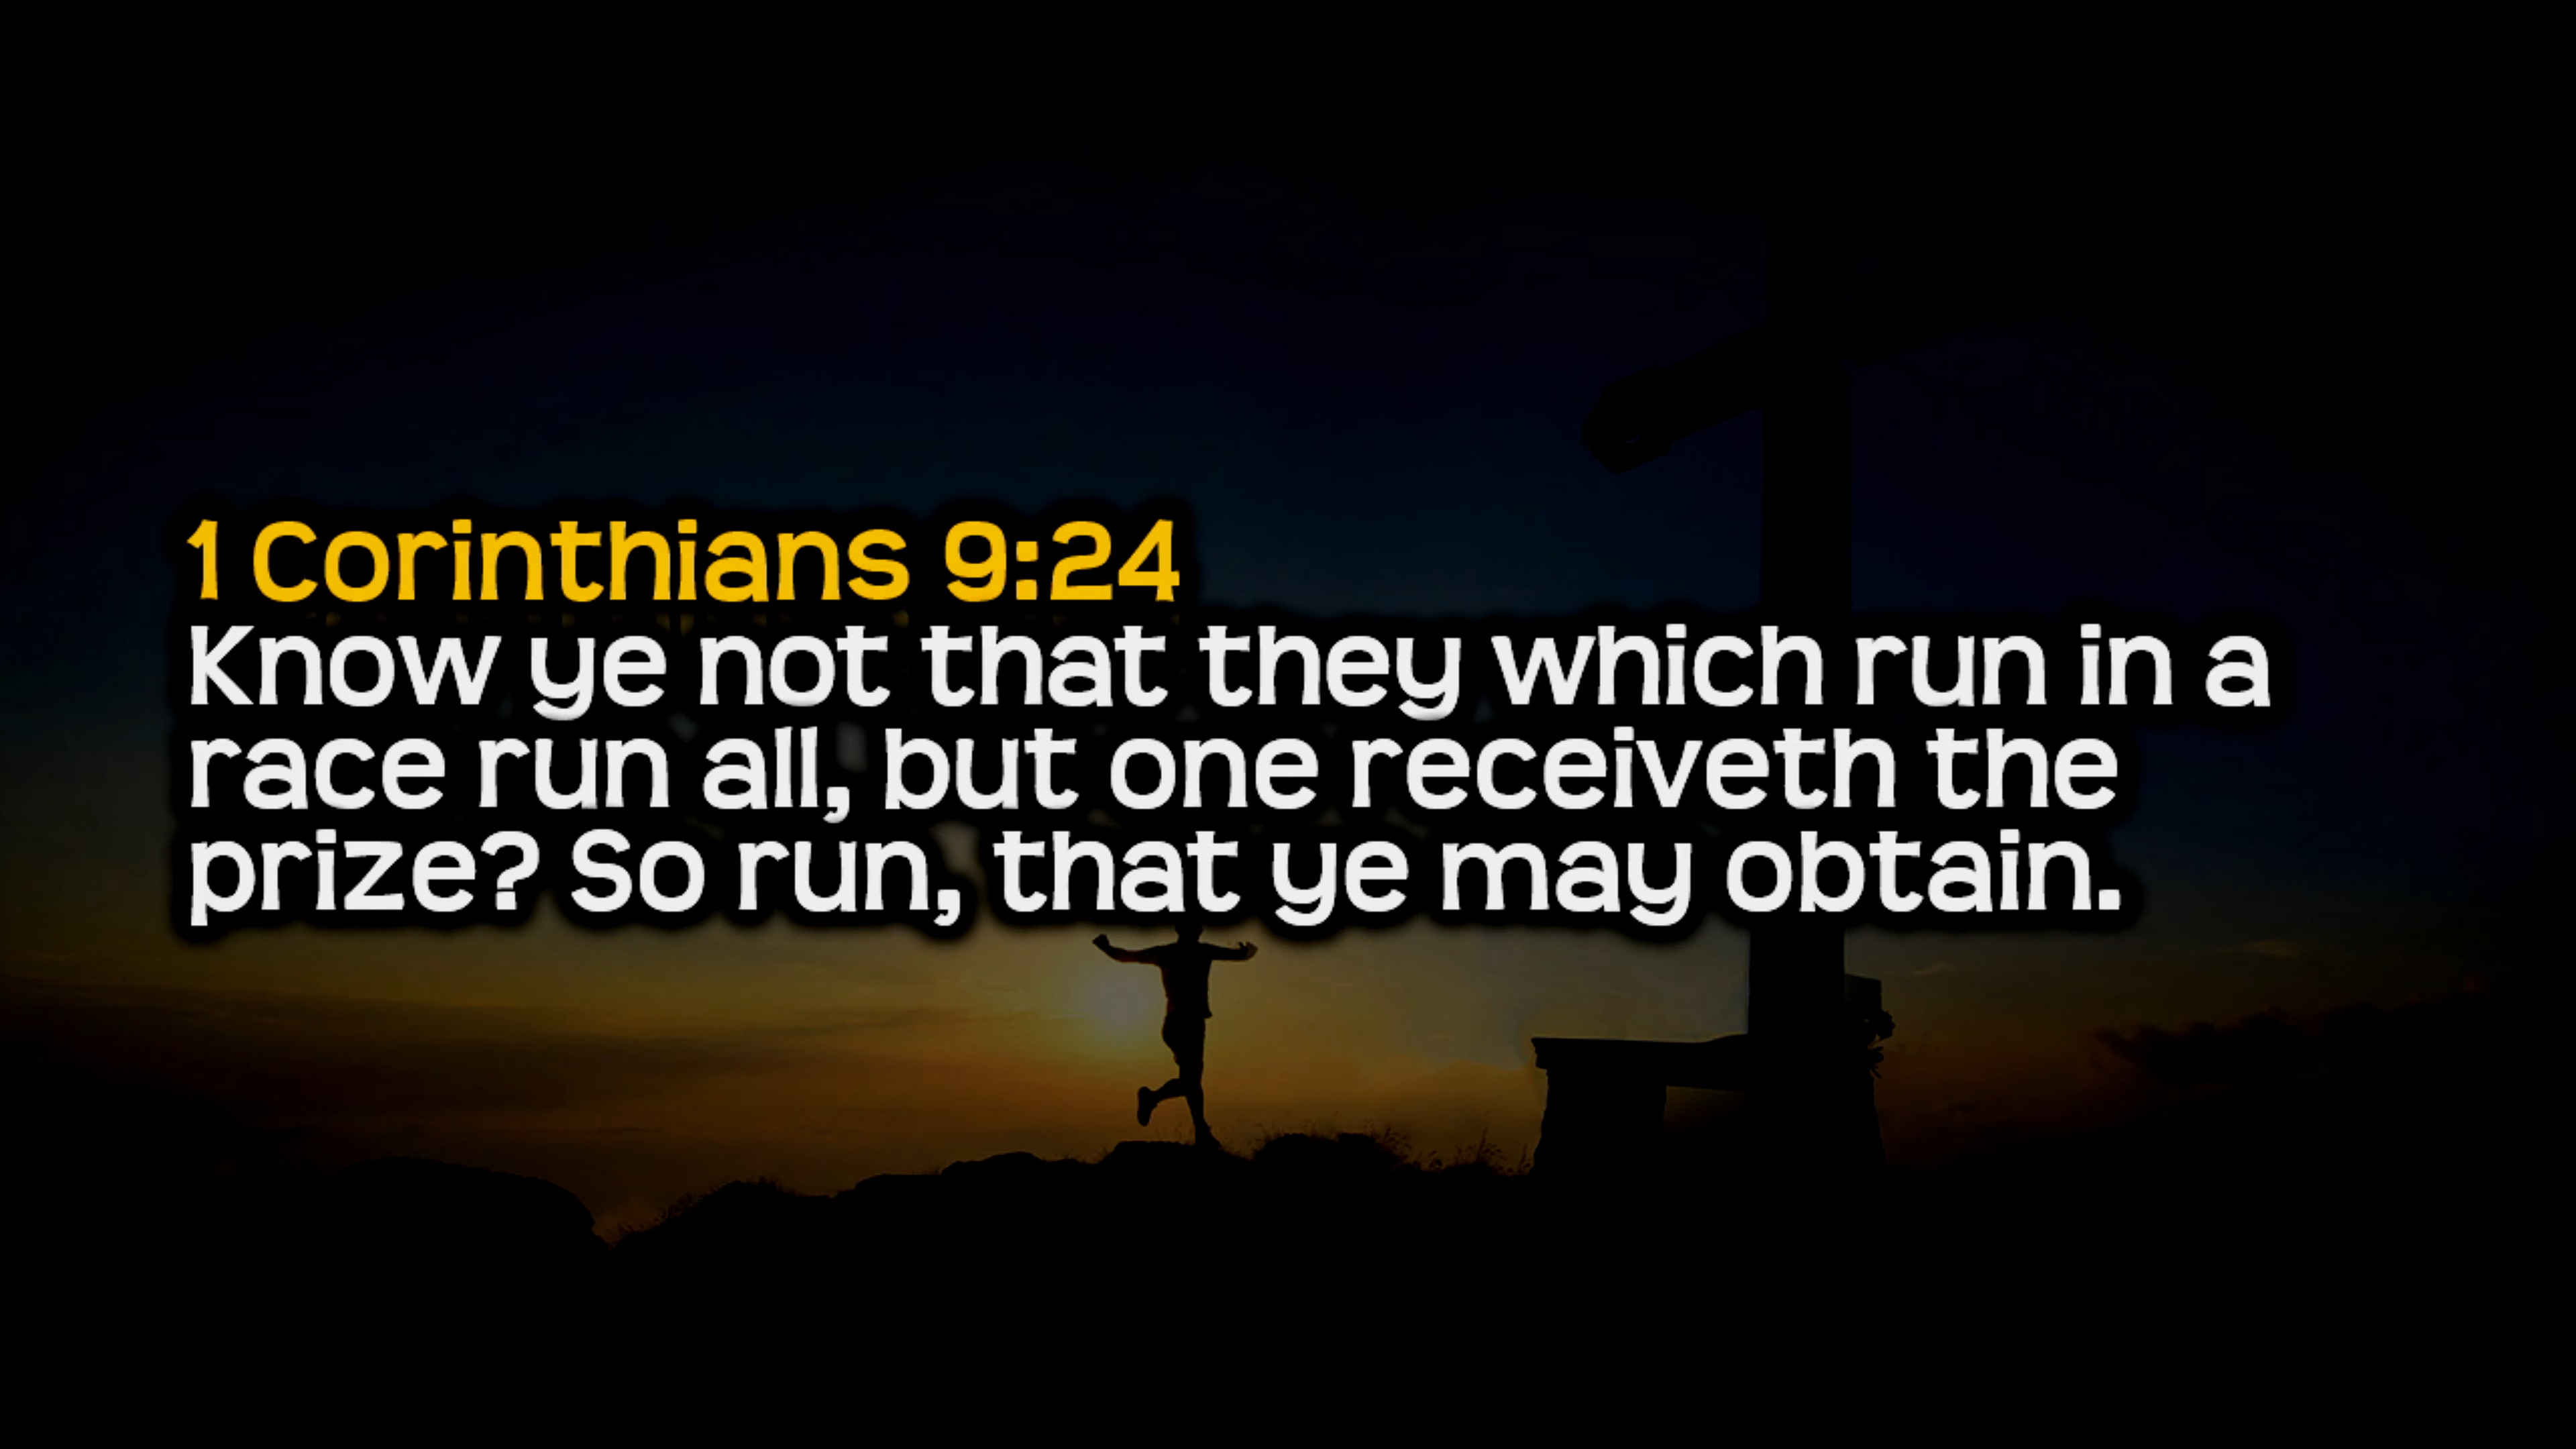 1 Corinthians 9:24
Know ye not that they which run in a
race run all, but one receiveth the
prize? So run, that ye may obtain.